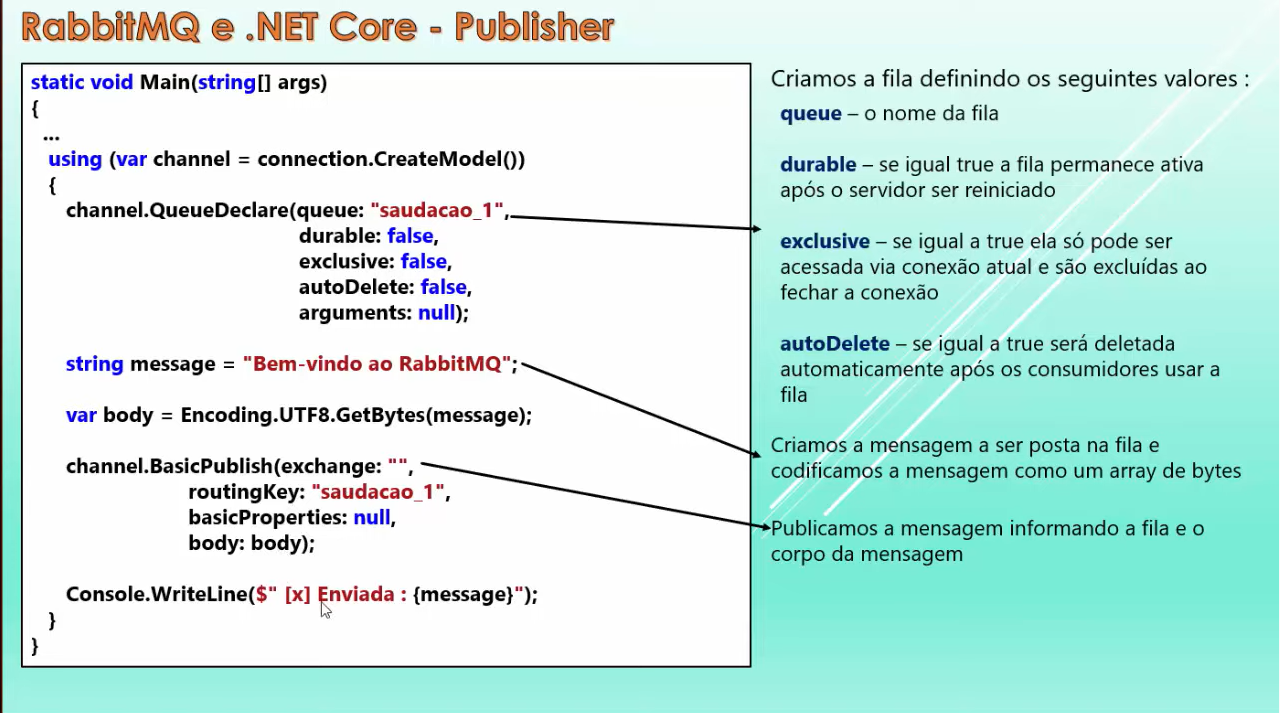 RabbitMQ e .NET Core - Publisher
static void Main(string[] args)
{
...
using (var channel = connection.CreateModel())
{
channel.QueueDeclare(queue: "saudacao_1",
durable: false,
exclusive: false,
autoDelete: false,
arguments: null);
string message = "Bem-vindo ao RabbitMQ";
var body = Encoding.UTF8.GetBytes(message);
channel.BasicPublish(exchange: "",
routingKey: "saudacao_1",
basicProperties: null,
body: body);
Console.WriteLine($" [x] Enviada : {message}");
}
}
Criamos a fila definindo os seguintes valores :
queue – o nome da fila
durable – se igual true a fila permanece ativa
após o servidor ser reiniciado
exclusive – se igual a true ela só pode ser
acessada via conexão atual e são excluídas ao
fechar a conexão
autoDelete – se igual a true será deletada
automaticamente após os consumidores usar a
fila
Criamos a mensagem a ser posta na fila e
codificamos a mensagem como um array de bytes
Publicamos a mensagem informando a fila e o
corpo da mensagem